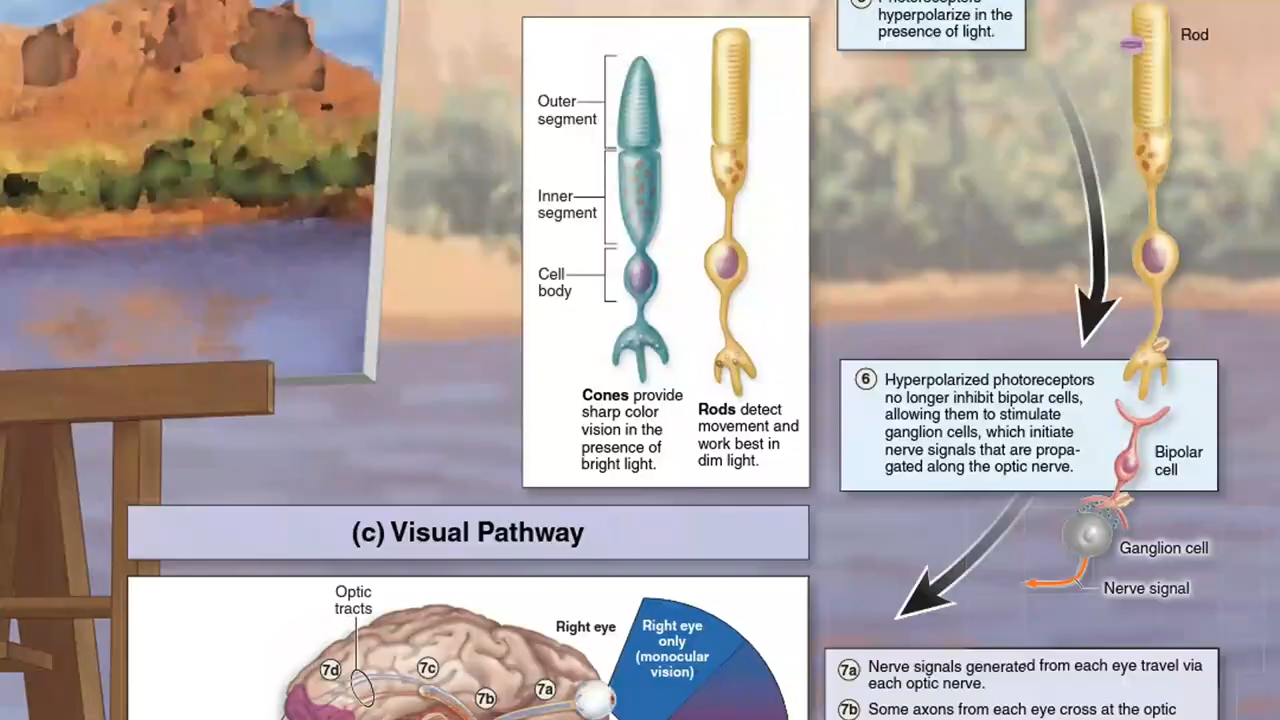 Outer
segment
Inner
segment
Cell
body
Cones provide
sharp color
vision in the
presence of
bright light.
Rods detect
movement and
work best in
dim light.
Photoreceptors
hyperpolarize in the
presence of light.
Rod
6 Hyperpolarized photoreceptors
no longer inhibit bipolar cells,
allowing them to stimulate
ganglion cells, which initiate
nerve signals that are propa-
gated along the optic nerve.
Bipolar
cell
Ganglion cell
Nerve signal
(c) Visual Pathway
Optic
tracts
Right eye
Right eye
only
(monocular
vision)
7d
7c
7b
7a
7a Nerve signals generated from each eye travel via
each optic nerve.
7b Some axons from each eye cross at the optic